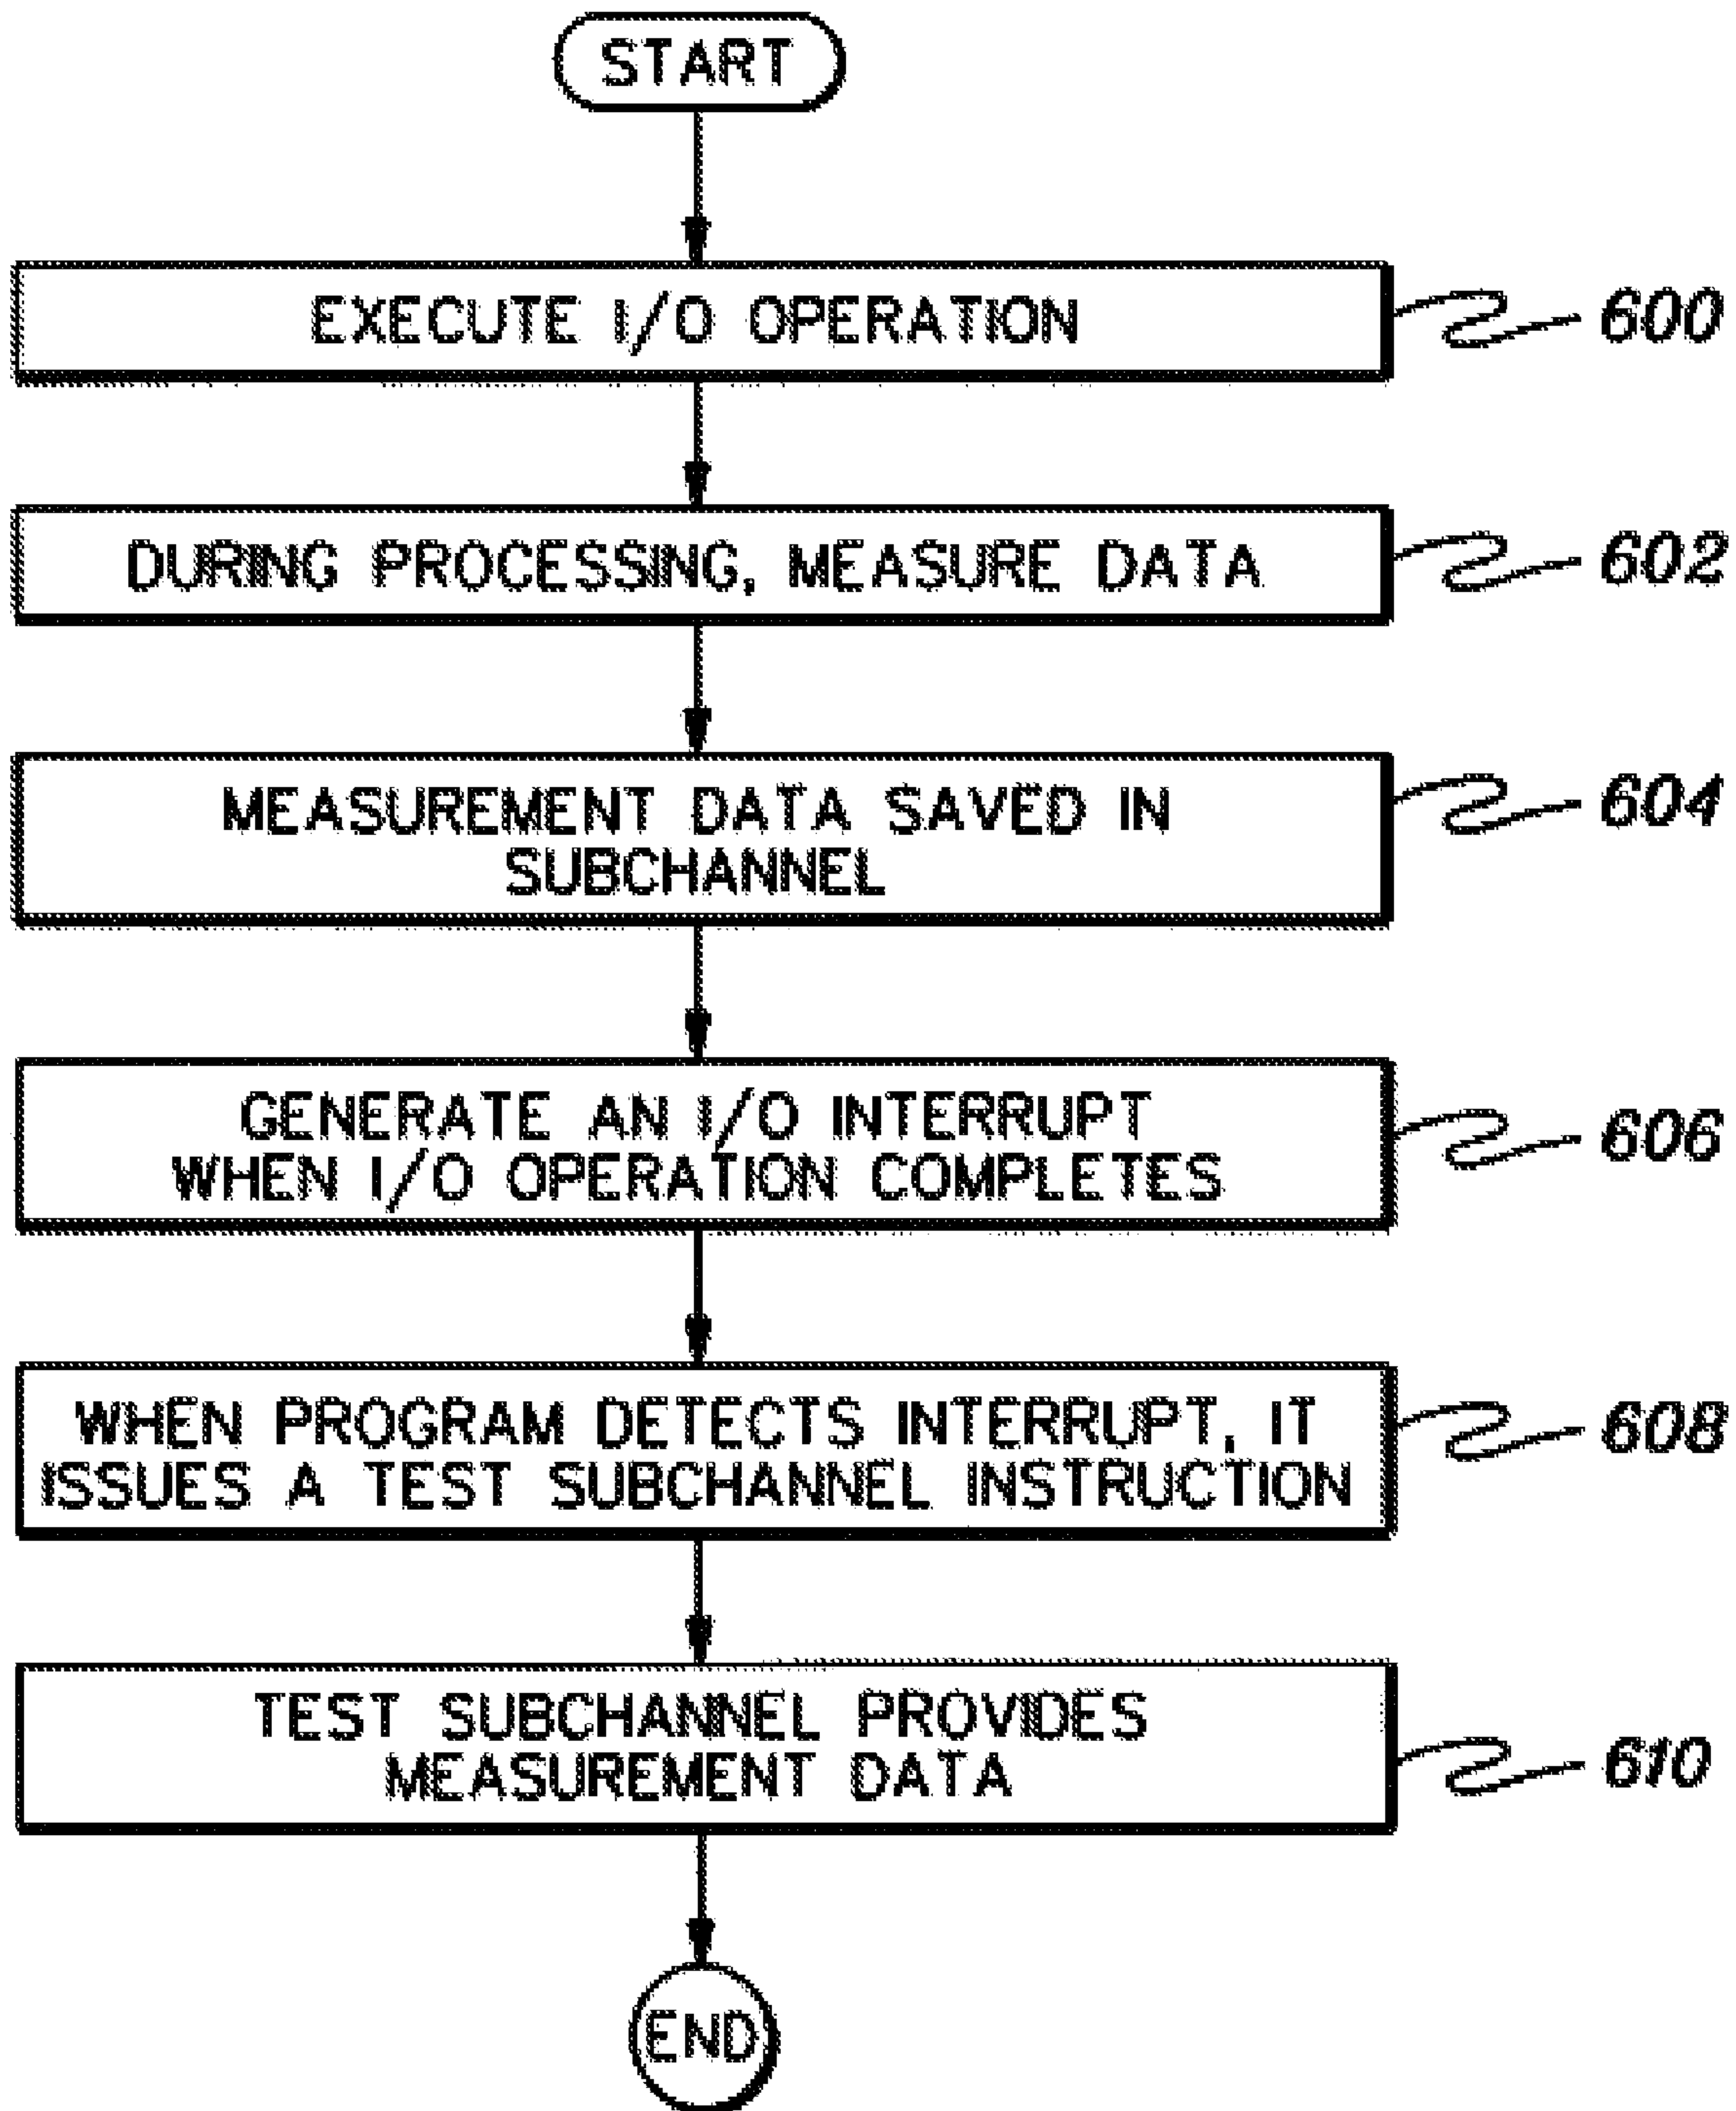 START
EXECUTE I/O OPERATION
600
DURING PROCESSING, MEASURE DATA
602
MEASUREMENT DATA SAVED IN
SUBCHANNEL
604
GENERATE AN I/O INTERRUPT
WHEN I/O OPERATION COMPLETES
606
WHEN PROGRAM DETECTS INTERRUPT, IT
ISSUES A TEST SUBCHANNEL INSTRUCTION
608
TEST SUBCHANNEL PROVIDES
MEASUREMENT DATA
610
END